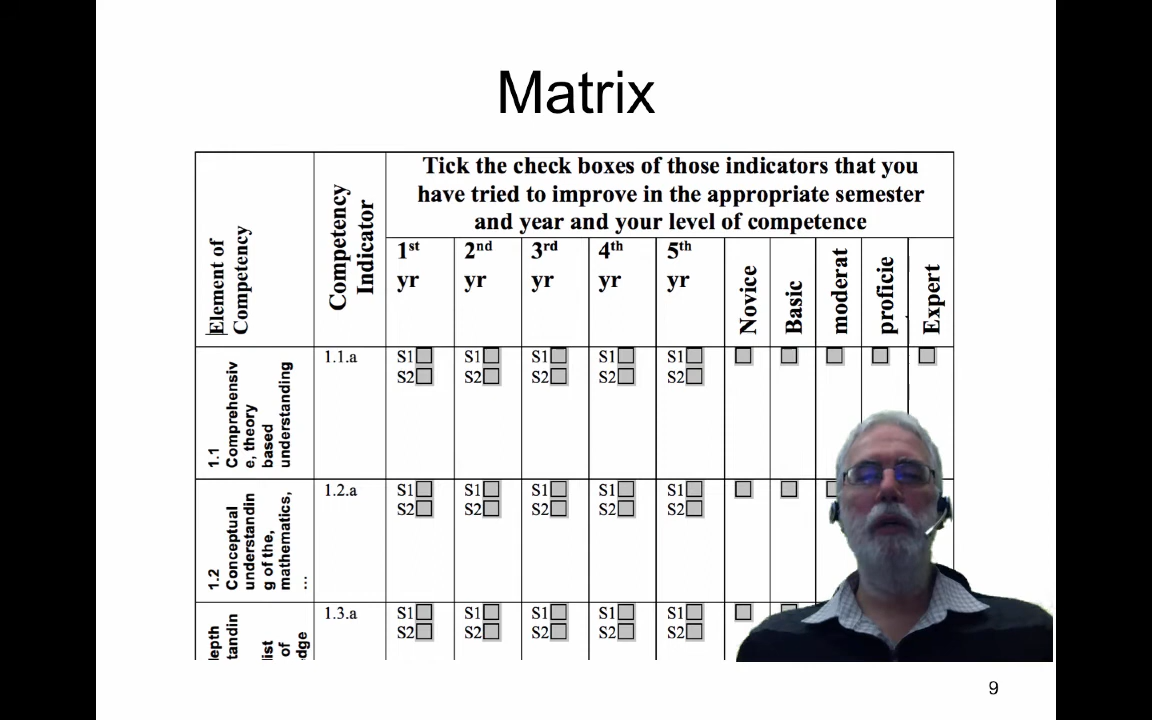 Matrix
Tick the check boxes of those indicators that you
have tried to improve in the appropriate semester
and year and your level of competence
Element of
Competency
Competency
Indicator
1st
yr
2nd
yr
3rd
yr
4th
yr
5th
yr
Novice
Basic
moderat
proficie
Expert
1.1
Comprehensiv
e, theory
based
understanding
1.1.a
S1
S2
S1
S2
S1
S2
S1
S2
S1
S2
1.2
Conceptual
understandin
g of the,
mathematics,
...
1.2.a
S1
S2
S1
S2
S1
S2
S1
S2
S1
S2
depth
tandin
list
of
dge
1.3.a
S1
S2
S1
S2
S1
S2
S1
S2
S1
S2
9